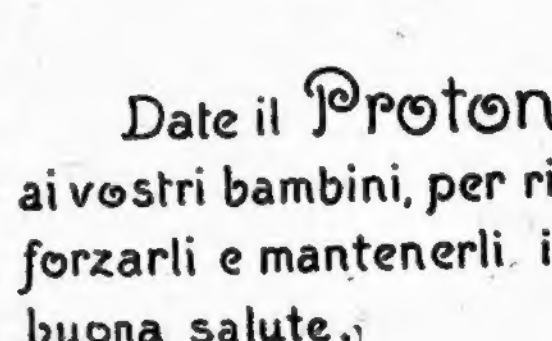 Date il Proton
ai vostri bambini, per ri
forzarli e mantenerli i
buona salute.